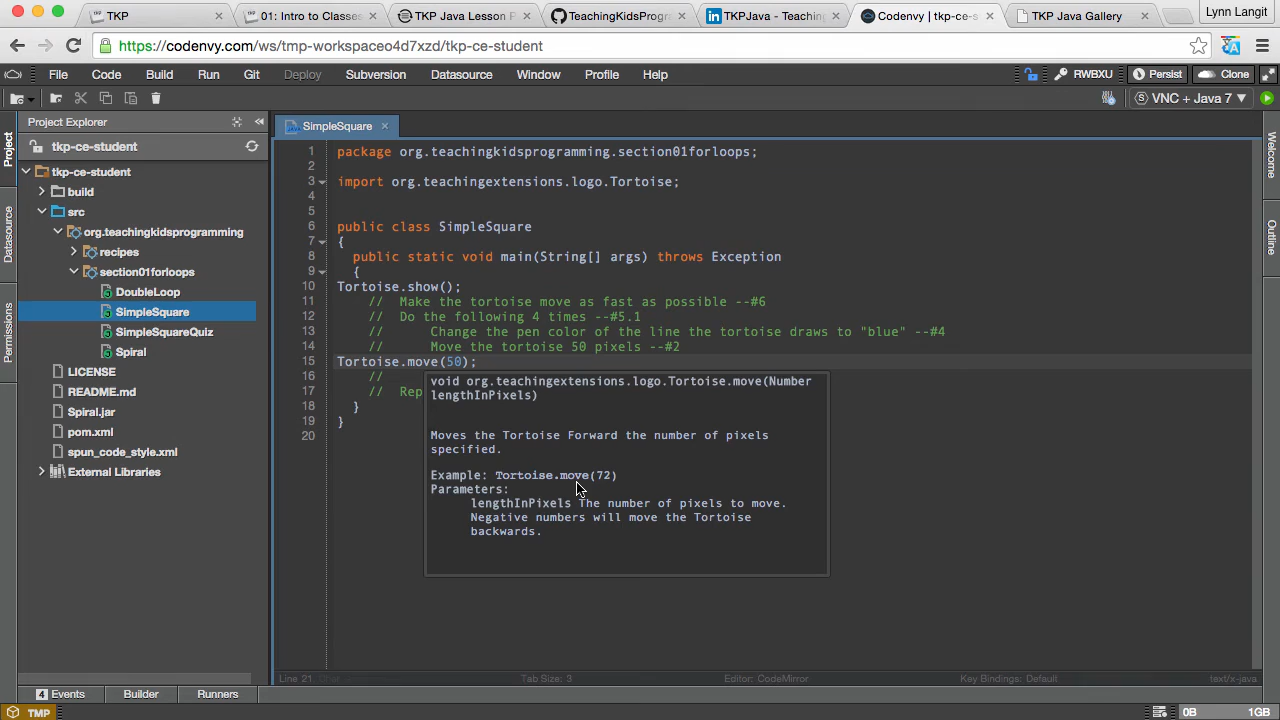 TKP
01: Intro to Classes
TKP Java Lesson F
TeachingKidsProgr
TKPJava - Teaching
Codenvy | tkp-ce-s
TKP Java Gallery
Lynn Langit
https://codenvy.com/ws/tmp-workspaceo4d7xzd/tkp-ce-student
File Code Build Run Git Deploy Subversion Datasource Window Profile Help RWBXU Persist Clone
VNC + Java 7
Project Explorer
tkp-ce-student
tkp-ce-student
build
src
org.teachingkidsprogramming
recipes
section01forloops
DoubleLoop
SimpleSquare
SimpleSquareQuiz
Spiral
LICENSE
README.md
Spiral.jar
pom.xml
spun_code_style.xml
External Libraries
Project
Datasource
Permissions
SimpleSquare
1 package org.teachingkidsprogramming.section01forloops;
2
3 import org.teachingextensions.logo.Tortoise;
4
5
6 public class SimpleSquare
7 {
8 public static void main(String[] args) throws Exception
9 {
10 Tortoise.show();
11 // Make the tortoise move as fast as possible --#6
12 // Do the following 4 times --#5.1
13 // Change the pen color of the line the tortoise draws to "blue" --#4
14 // Move the tortoise 50 pixels --#2
15 Tortoise.move(50);
16 //
17 // Rep
18 }
19 }
20
void org.teachingextensions.logo.Tortoise.move(Number
lengthInPixels)
Moves the Tortoise Forward the number of pixels
specified.
Example: Tortoise.move(72)
Parameters:
lengthInPixels The number of pixels to move.
Negative numbers will move the Tortoise
backwards.
Welcome
Outline
Line 21 Tab Size: 3 Editor: CodeMirror Key Bindings: Default text/x-java
4 Events Builder Runners
TMP 0B 1GB